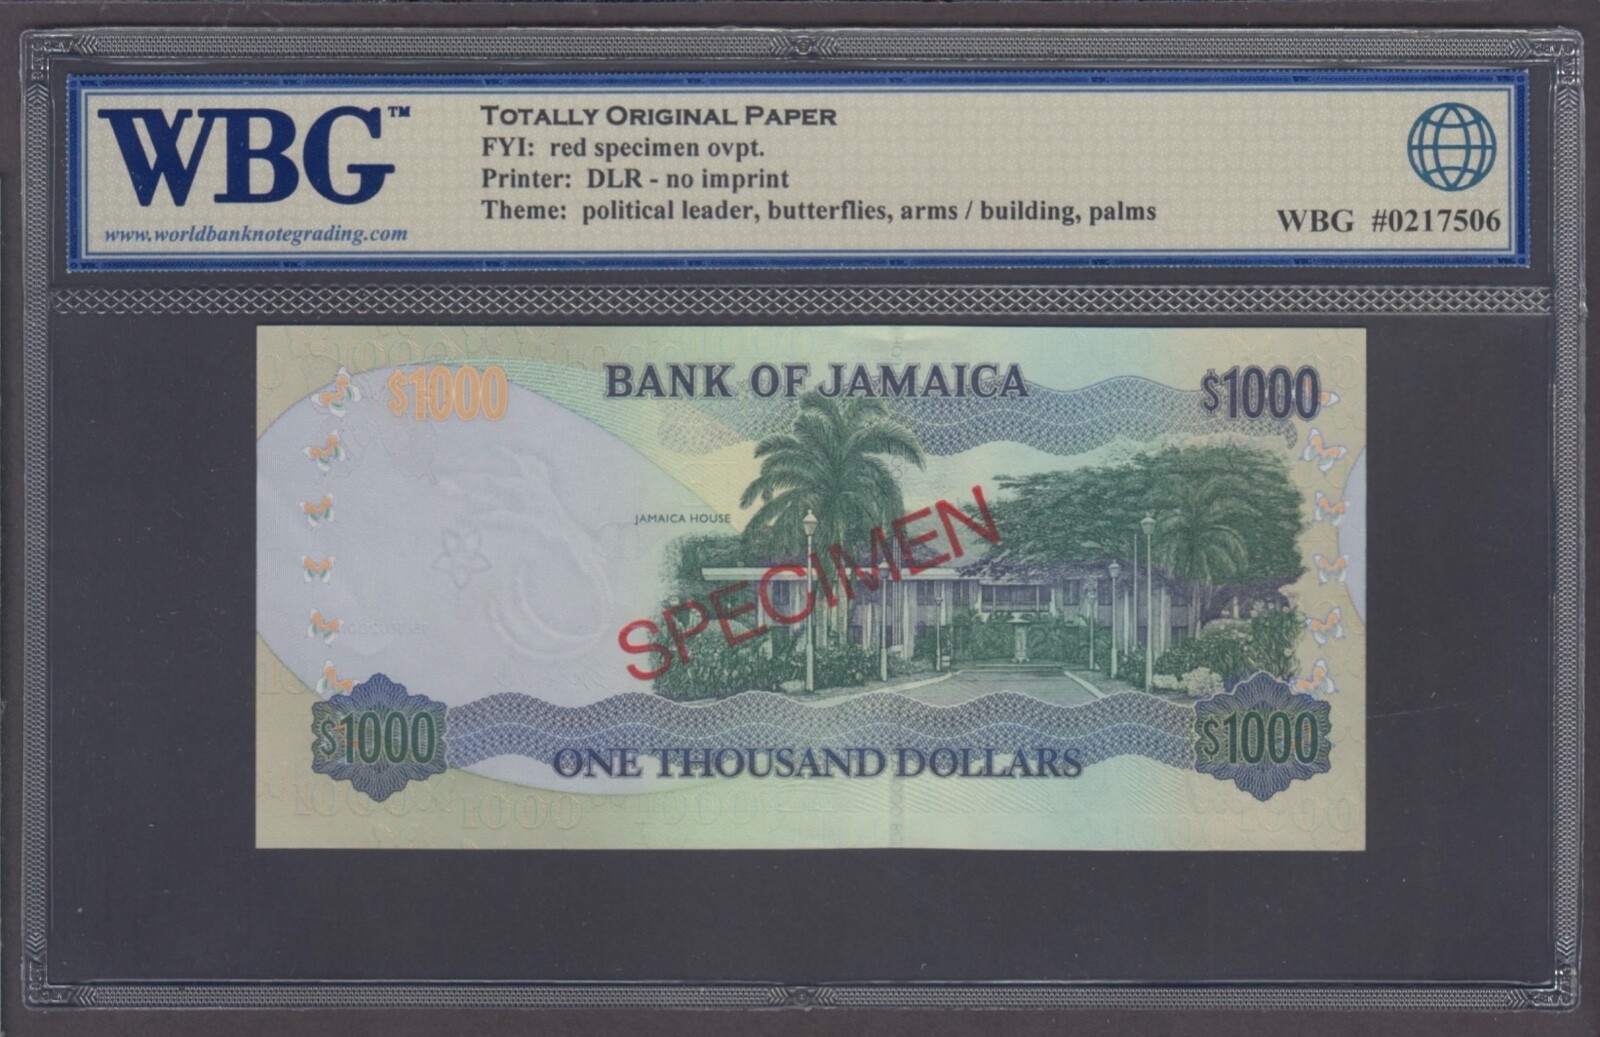 WBG™
www.worldbanknotegrading.com
TOTALLY ORIGINAL PAPER
FYI: red specimen ovpt.
Printer: DLR - no imprint
Theme: political leader, butterflies, arms / building, palms
WBG #0217506
$1000
BANK OF JAMAICA
$1000
JAMAICA HOUSE
SPECIMEN
$1000
ONE THOUSAND DOLLARS
$1000